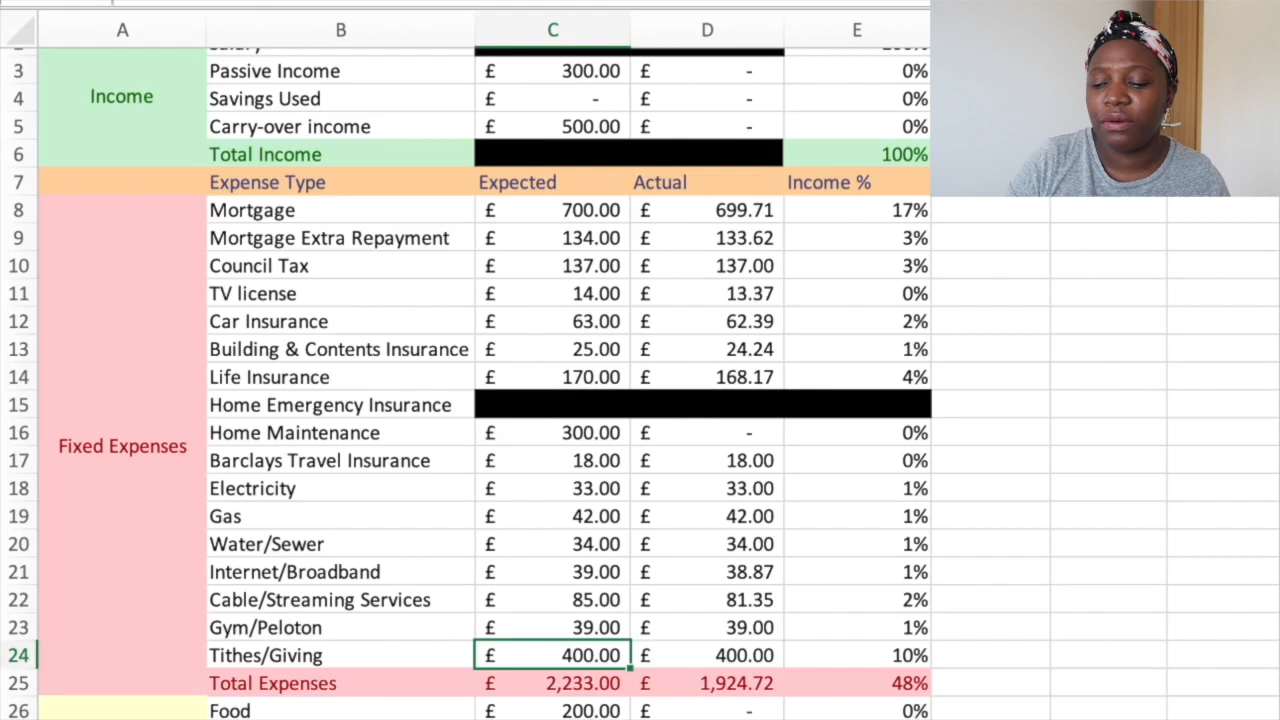 A B C D E
3 Passive Income £ 300.00 £ - 0%
Income
4 Savings Used £ - £ - 0%
5 Carry-over income £ 500.00 £ - 0%
6 Total Income 100%
7 Expense Type Expected Actual Income %
8 Mortgage £ 700.00 £ 699.71 17%
9 Mortgage Extra Repayment £ 134.00 £ 133.62 3%
10 Council Tax £ 137.00 £ 137.00 3%
11 TV license £ 14.00 £ 13.37 0%
12 Car Insurance £ 63.00 £ 62.39 2%
13 Building & Contents Insurance £ 25.00 £ 24.24 1%
14 Life Insurance £ 170.00 £ 168.17 4%
15 Home Emergency Insurance
16 Home Maintenance £ 300.00 £ - 0%
Fixed Expenses
17 Barclays Travel Insurance £ 18.00 £ 18.00 0%
18 Electricity £ 33.00 £ 33.00 1%
19 Gas £ 42.00 £ 42.00 1%
20 Water/Sewer £ 34.00 £ 34.00 1%
21 Internet/Broadband £ 39.00 £ 38.87 1%
22 Cable/Streaming Services £ 85.00 £ 81.35 2%
23 Gym/Peloton £ 39.00 £ 39.00 1%
24 Tithes/Giving £ 400.00 £ 400.00 10%
25 Total Expenses £ 2,233.00 £ 1,924.72 48%
26 Food £ 200.00 £ - 0%